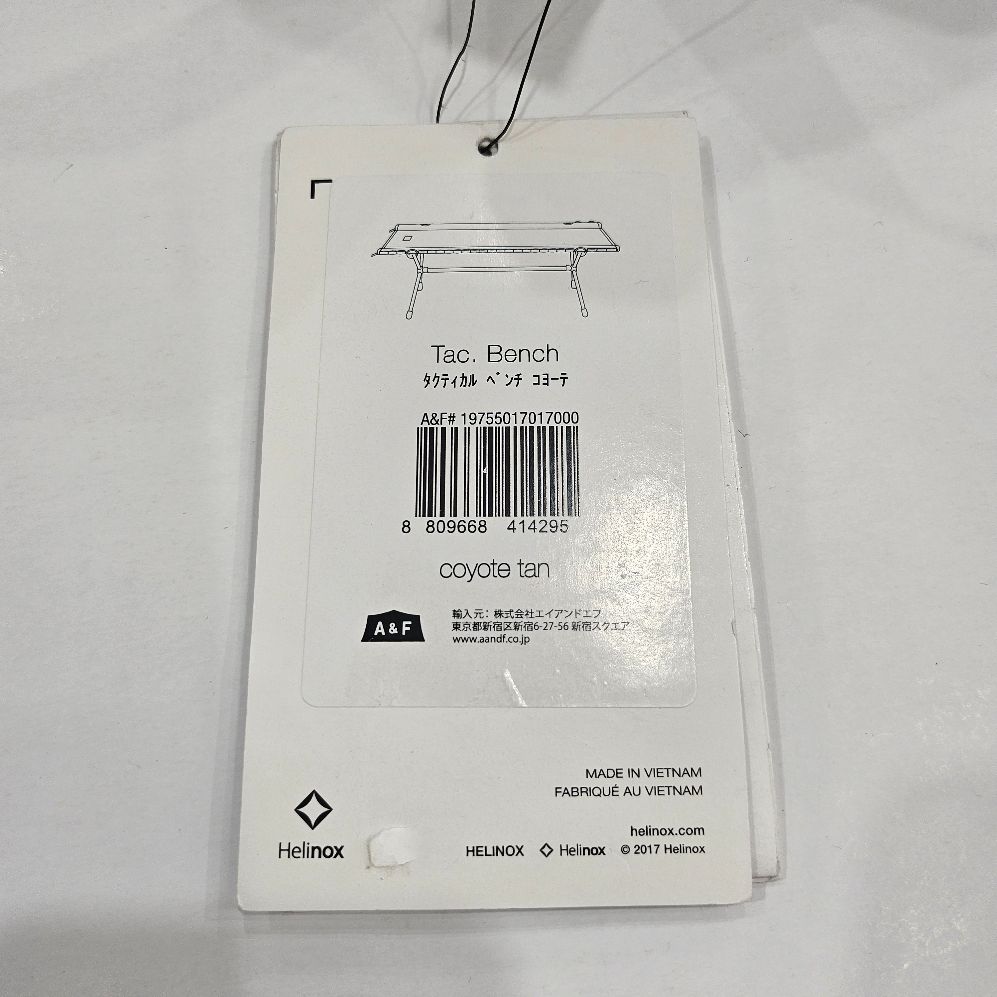 Tac. Bench
タクティカル ベンチ コヨーテ
A&F# 19755017017000
8 809668 414295
coyote tan
A&F
輸入元：株式会社エイアンドエフ
東京都新宿区新宿6-27-56 新宿スクエア
www.aandf.co.jp
MADE IN VIETNAM
FABRIQUÉ AU VIETNAM
helinox.com
Helinox
HELINOX Helinox © 2017 Helinox